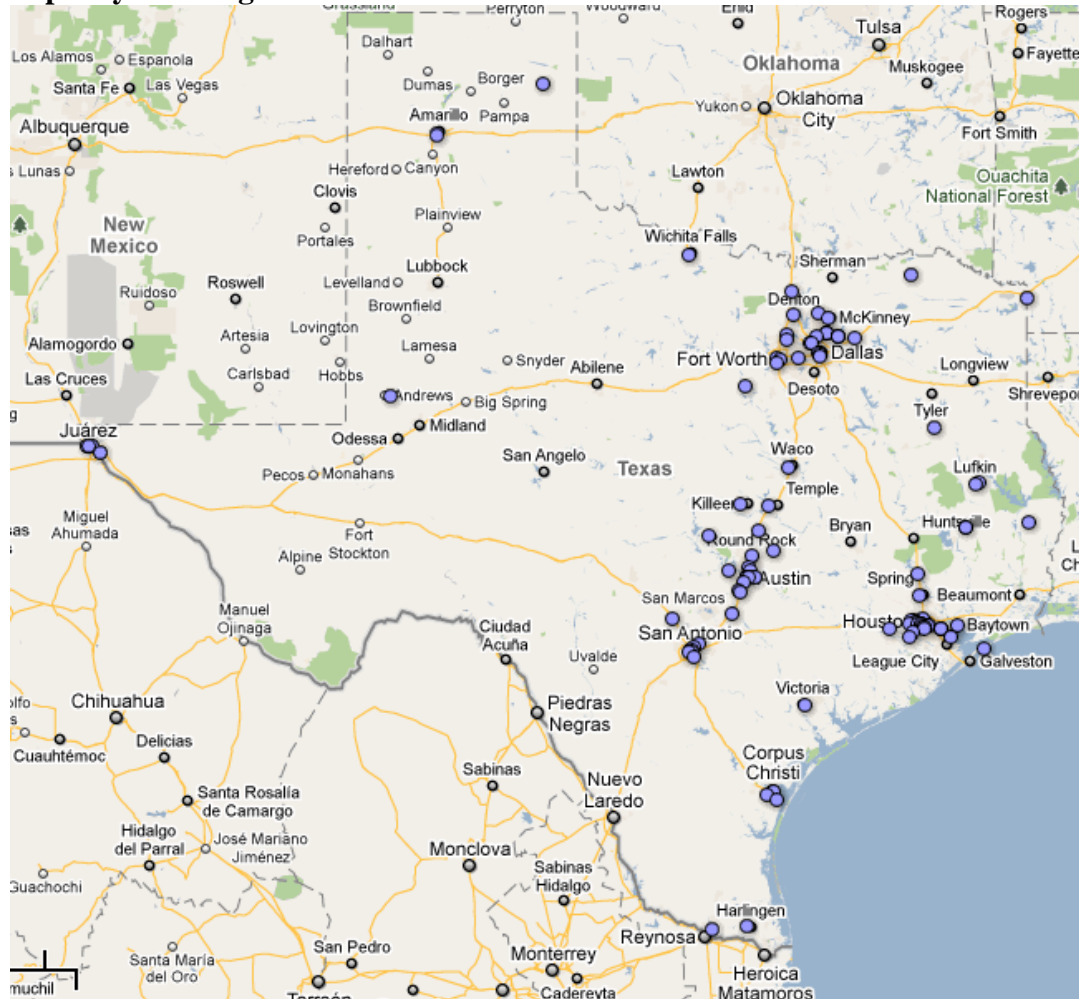 Perryton
Enid
Rogers
Dalhart
Tulsa
Los Alamos
Espanola
Oklahoma
Fayette
Santa Fe
Las Vegas
Dumas
Borger
Muskogee
Pampa
Yukon
Oklahoma
City
Albuquerque
Amarillo
Fort Smith
s Lunas
Hereford
Canyon
Lawton
Ouachita
National Forest
Clovis
New
Mexico
Plainview
Portales
Wichita Falls
Lubbock
Sherman
Roswell
Levelland
Ruidoso
Brownfield
Denton
McKinney
Artesia
Lovington
Alamogordo
Lamesa
Snyder
Fort Worth
Dallas
Carlsbad
Hobbs
Abilene
Longview
Las Cruces
Desoto
Shrevepor
Andrews
Big Spring
Tyler
g
Juárez
Odessa
Midland
Waco
San Angelo
Texas
Lufkin
Pecos
Monahans
Temple
Killeen
Miguel
Ahumada
Bryan
Huntsville
sas
s
Fort
Stockton
Round Rock
Alpine
L
Ch
Austin
Spring
San Marcos
Beaumont
Manuel
Ojinaga
Ciudad
Acuña
San Antonio
Housto
Baytown
Uvalde
League City
Galveston
Chihuahua
Victoria
olfo
s
Piedras
Negras
Delicias
Cuauhtémoc
Corpus
Christi
Sabinas
Nuevo
Laredo
Santa Rosalía
de Camargo
Hidalgo
del Parral
José Mariano
Jiménez
Monclova
Guachochi
Sabinas
Hidalgo
Harlingen
Reynosa
San Pedro
Santa María
del Oro
Monterrey
Heroica
Matamoros
muchil
Torreón
Cadereyta